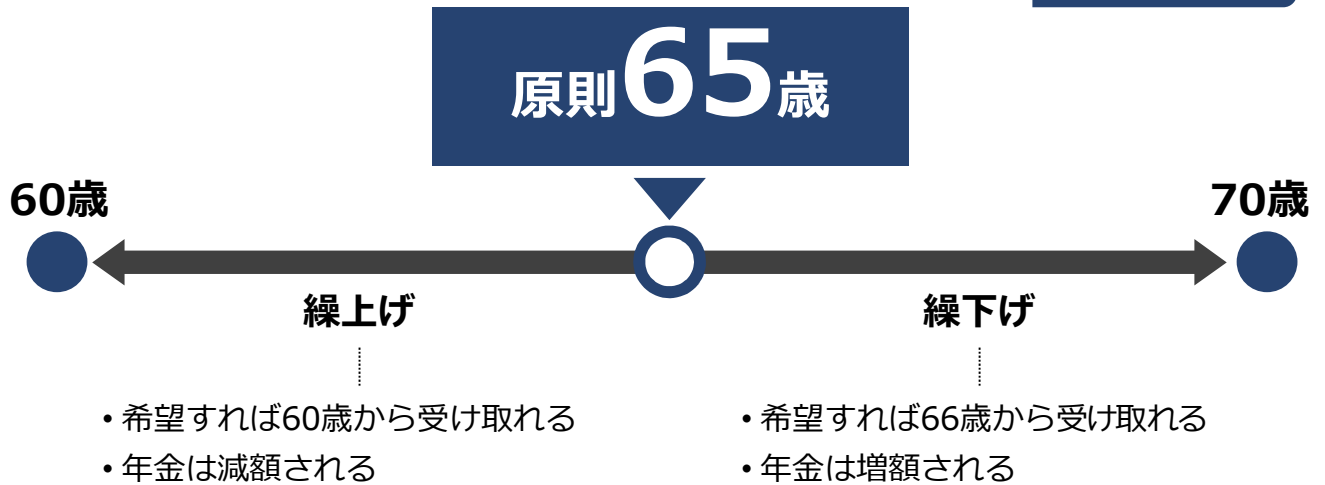 原則65歳
60歳
70歳
繰上げ
繰下げ
• 希望すれば60歳から受け取れる
• 年金は減額される
• 希望すれば66歳から受け取れる
• 年金は増額される